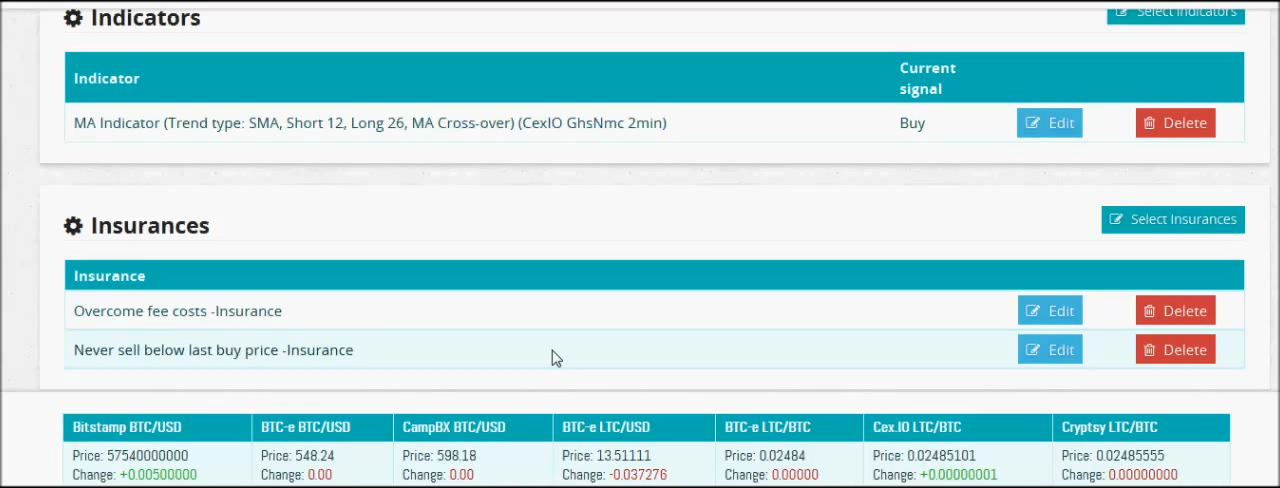 Indicators
Select Indicators
Indicator
Current
signal
MA Indicator (Trend type: SMA, Short 12, Long 26, MA Cross-over) (CexIO GhsNmc 2min)
Buy
Edit
Delete
Insurances
Select Insurances
Insurance
Overcome fee costs -Insurance
Edit
Delete
Never sell below last buy price -Insurance
Edit
Delete
Bitstamp BTC/USD
BTC-e BTC/USD
CampBX BTC/USD
BTC-e LTC/USD
BTC-e LTC/BTC
Cex.IO LTC/BTC
Cryptsy LTC/BTC
Price: 57540000000
Price: 548.24
Price: 598.18
Price: 13.51111
Price: 0.02484
Price: 0.02485101
Price: 0.02485555
Change: +0.00500000
Change: 0.00
Change: 0.00
Change: -0.037276
Change: 0.00000
Change: +0.00000001
Change: 0.00000000